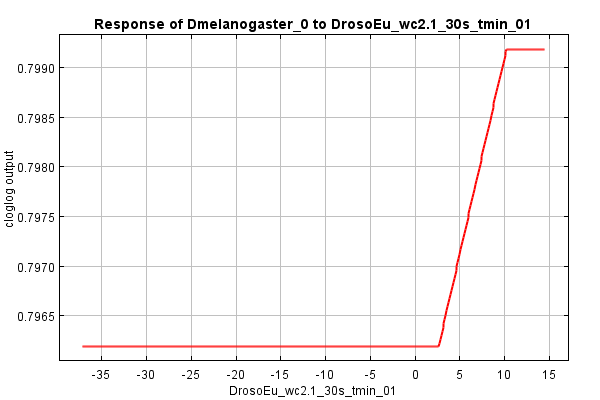 Response of Dmelanogaster_0 to DrosoEu_wc2.1_30s_tmin_01
cloglog output
0.7990
0.7985
0.7980
0.7975
0.7970
0.7965
-35 -30 -25 -20 -15 -10 -5 0 5 10 15
DrosoEu_wc2.1_30s_tmin_01